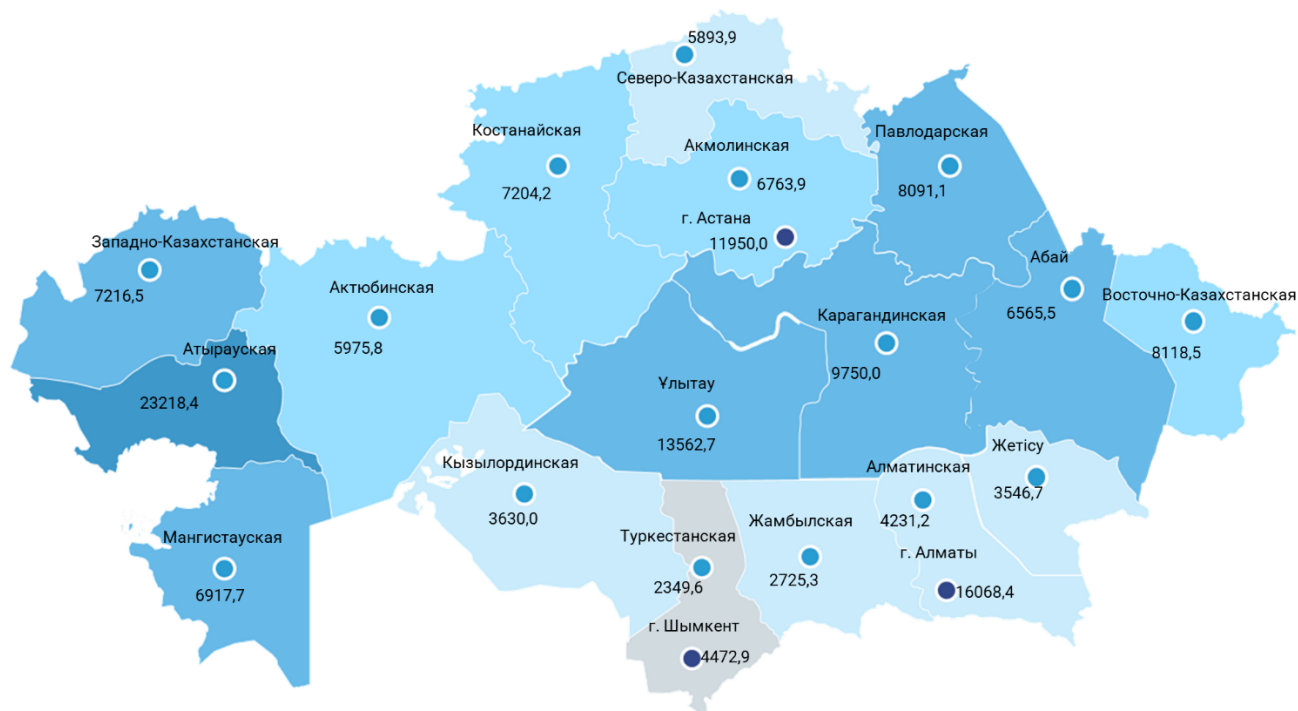 5893,9
Северо-Казахстанская
Костанайская
7204,2
Акмолинская
6763,9
г. Астана
11950,0
Павлодарская
8091,1
Западно-Казахстанская
7216,5
Актюбинская
5975,8
Абай
6565,5
Восточно-Казахстанская
8118,5
Карагандинская
9750,0
Атырауская
23218,4
Ұлытау
13562,7
Кызылординская
3630,0
Алматинская
4231,2
Жетісу
3546,7
Мангистауская
6917,7
Туркестанская
2349,6
Жамбылская
2725,3
г. Алматы
16068,4
г. Шымкент
4472,9